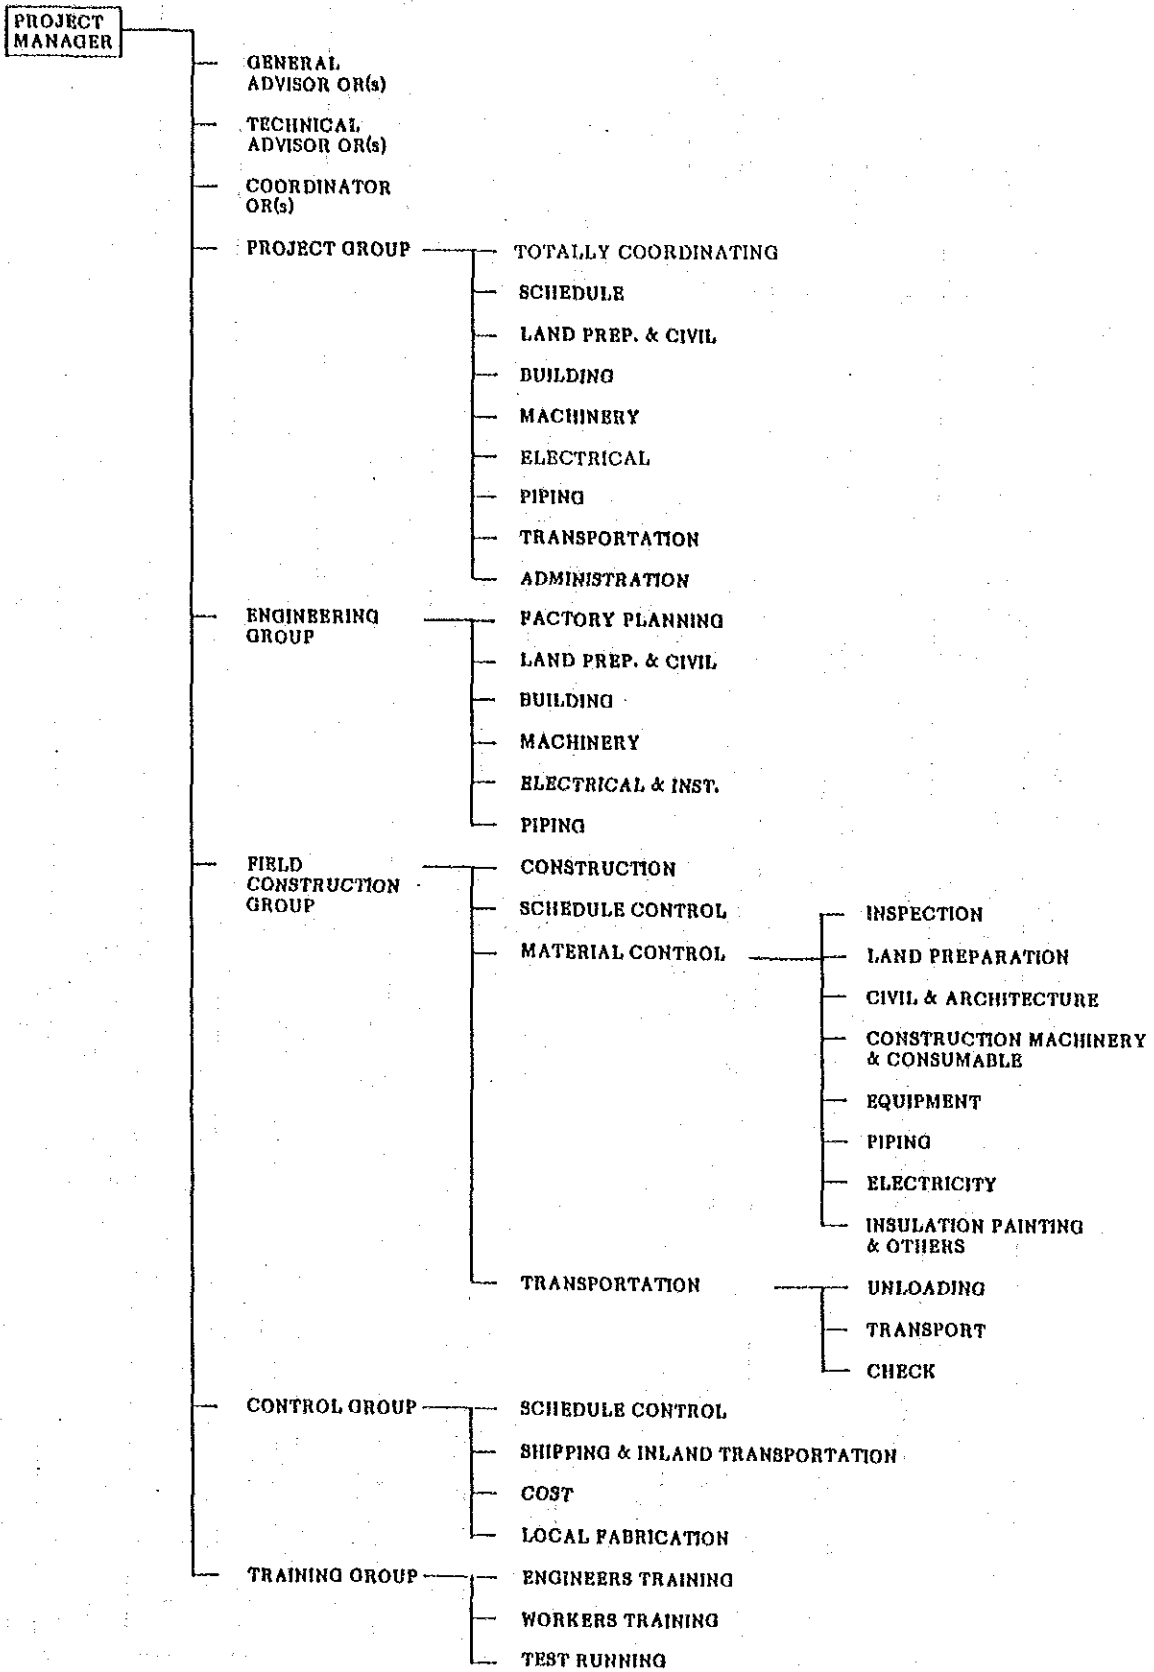 PROJECT
MANAGER
GENERAL
ADVISOR OR(s)
TECHNICAL
ADVISOR OR(s)
COORDINATOR
OR(s)
PROJECT GROUP
TOTALLY COORDINATING
SCHEDULE
LAND PREP. & CIVIL
BUILDING
MACHINERY
ELECTRICAL
PIPING
TRANSPORTATION
ADMINISTRATION
ENGINEERING
GROUP
FACTORY PLANNING
LAND PREP. & CIVIL
BUILDING
MACHINERY
ELECTRICAL & INST.
PIPING
FIELD
CONSTRUCTION
GROUP
CONSTRUCTION
SCHEDULE CONTROL
MATERIAL CONTROL
INSPECTION
LAND PREPARATION
CIVIL & ARCHITECTURE
CONSTRUCTION MACHINERY
& CONSUMABLE
EQUIPMENT
PIPING
ELECTRICITY
INSULATION PAINTING
& OTHERS
TRANSPORTATION
UNLOADING
TRANSPORT
CHECK
CONTROL GROUP
SCHEDULE CONTROL
SHIPPING & INLAND TRANSPORTATION
COST
LOCAL FABRICATION
TRAINING GROUP
ENGINEERS TRAINING
WORKERS TRAINING
TEST RUNNING